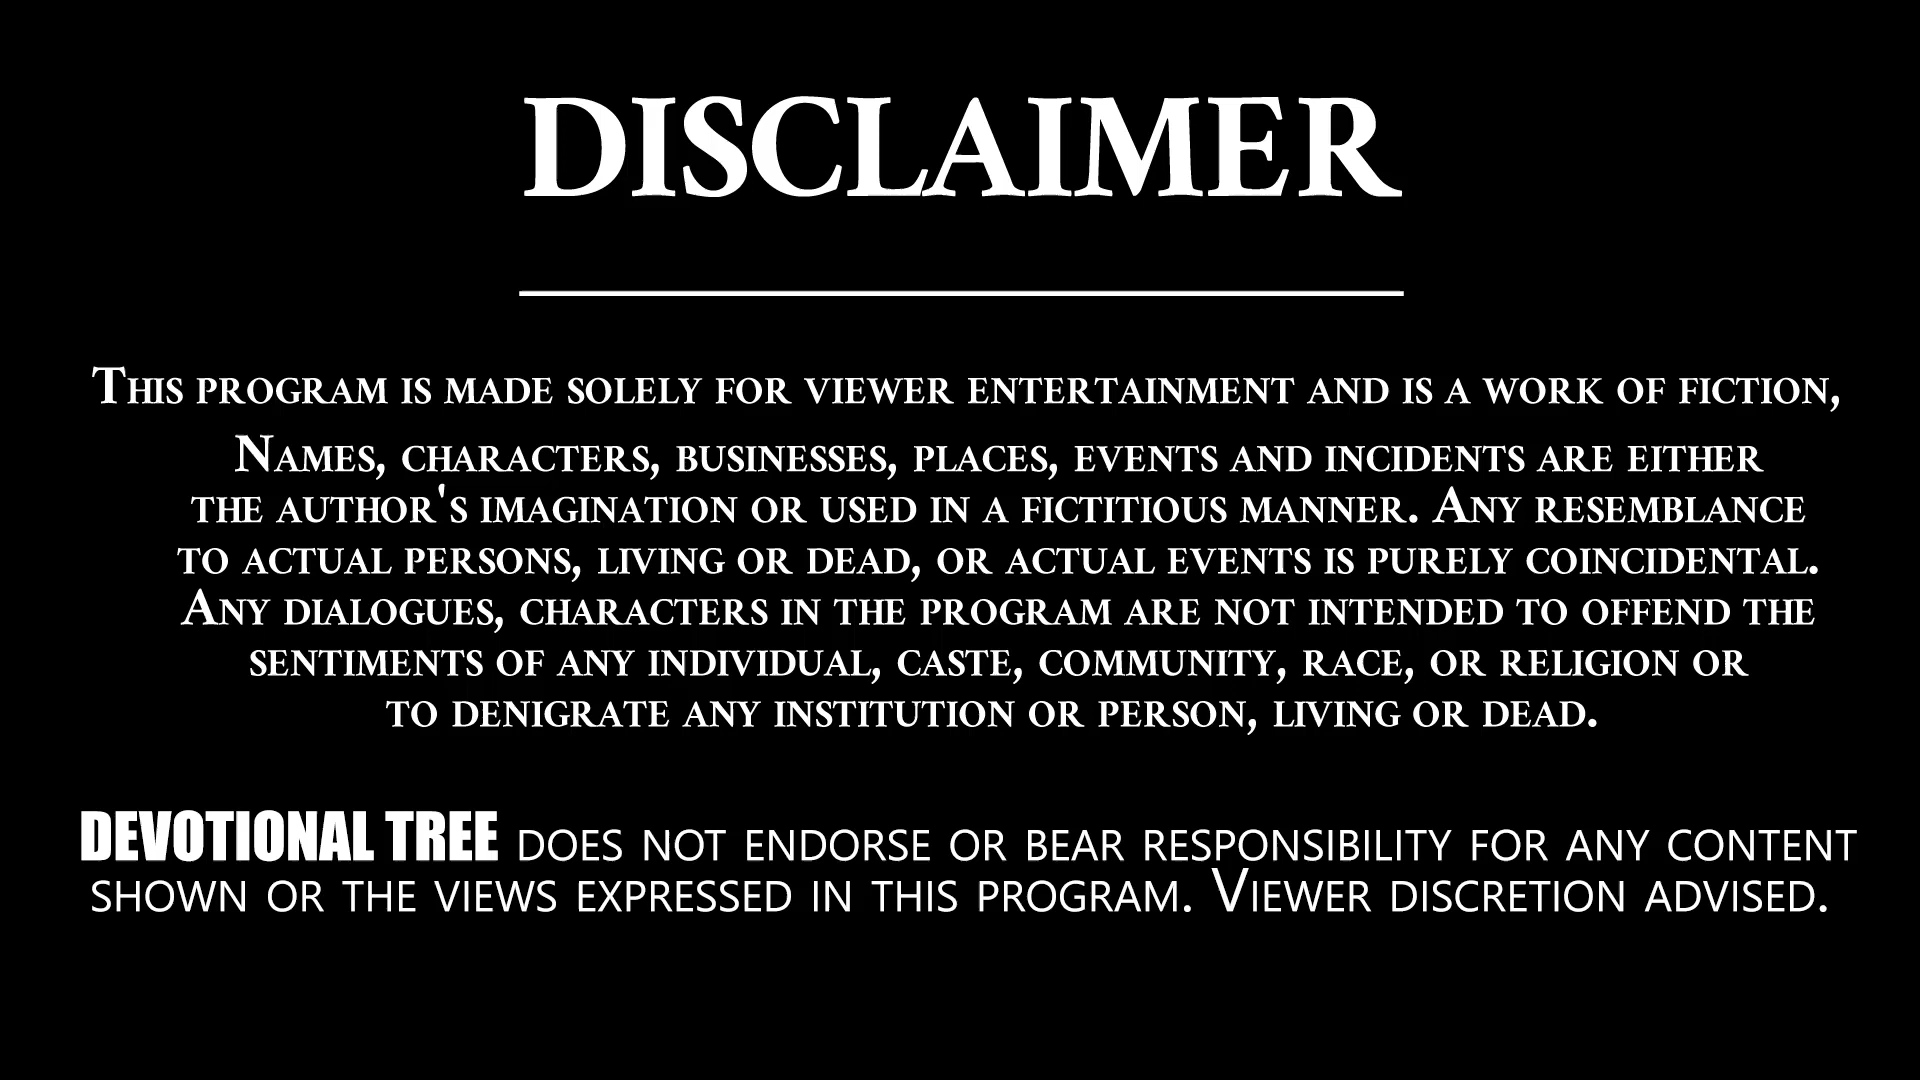 DISCLAIMER
This program is made solely for viewer entertainment and is a work of fiction,
Names, characters, businesses, places, events and incidents are either
the author's imagination or used in a fictitious manner. Any resemblance
to actual persons, living or dead, or actual events is purely coincidental.
Any dialogues, characters in the program are not intended to offend the
sentiments of any individual, caste, community, race, or religion or
to denigrate any institution or person, living or dead.
DEVOTIONAL TREE does not endorse or bear responsibility for any content
shown or the views expressed in this program. Viewer discretion advised.